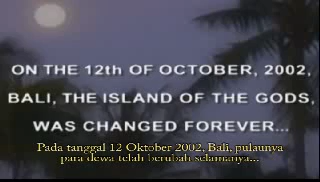 ON THE 12th OF OCTOBER, 2002,
BALI, THE ISLAND OF THE GODS,
WAS CHANGED FOREVER...
Pada tanggal 12 Oktober 2002, Bali, pulaunya
para dewa telah berubah selamanya...